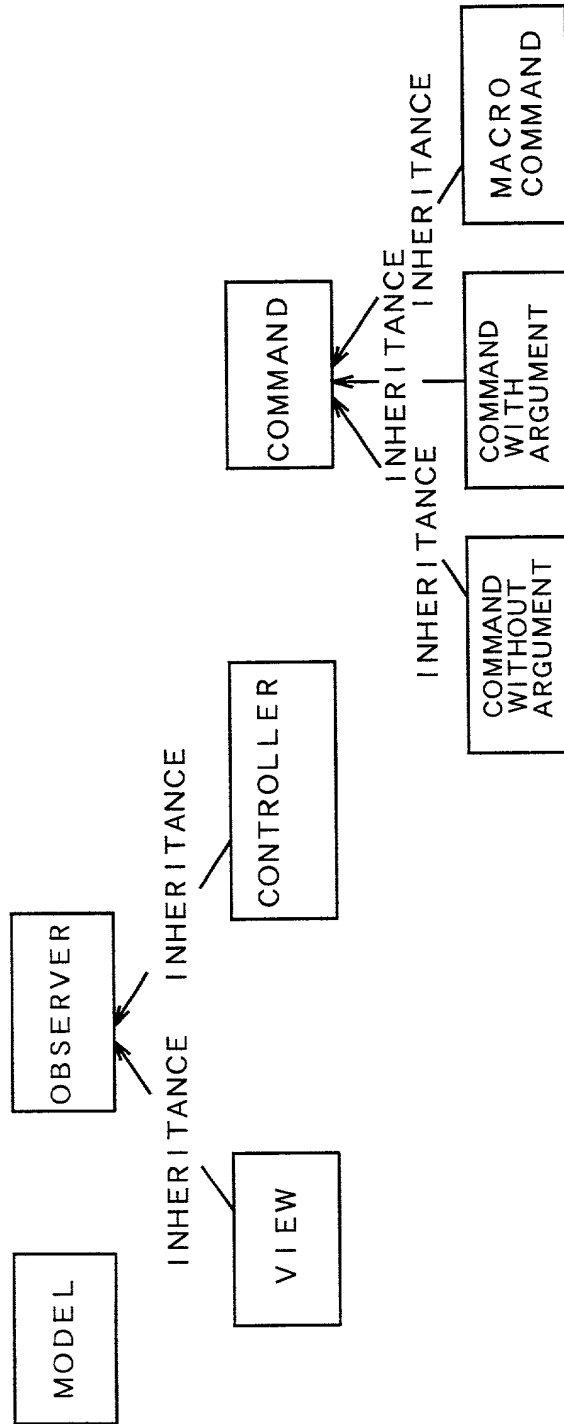 MODEL
OBSERVER
INHERITANCE
INHERITANCE
VIEW
CONTROLLER
COMMAND
INHERITANCE
INHERITANCE
INHERITANCE
COMMAND
WITHOUT
ARGUMENT
COMMAND
WITH
ARGUMENT
MACRO
COMMAND